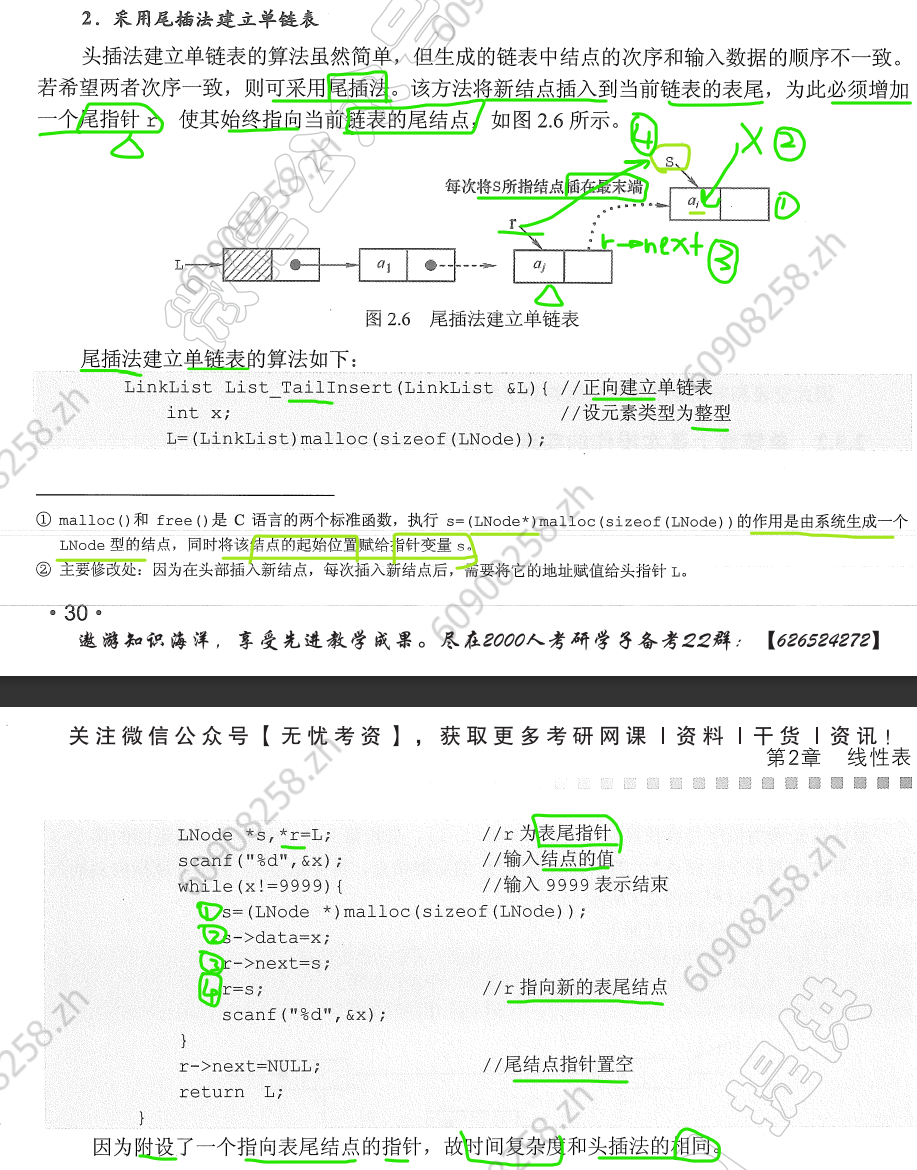 2. 采用尾插法建立单链表
头插法建立单链表的算法虽然简单，但生成的链表中结点的次序和输入数据的顺序不一致。
若希望两者次序一致，则可采用尾插法。该方法将新结点插入到当前链表的表尾，为此必须增加
一个尾指针 r， 使其始终指向当前链表的尾结点，如图 2.6 所示。
④
S
X ②
每次将S所指结点插在最末端
ai
①
r
r→next ③
L
a1
aj
图 2.6 尾插法建立单链表
尾插法建立单链表的算法如下：
LinkList List_TailInsert(LinkList &L){ //正向建立单链表
int x; //设元素类型为整型
L=(LinkList)malloc(sizeof(LNode));
① malloc()和 free()是 C 语言的两个标准函数，执行 s=(LNode*)malloc(sizeof(LNode))的作用是由系统生成一个
LNode 型的结点，同时将该结点的起始位置赋给指针变量 s。
② 主要修改处：因为在头部插入新结点，每次插入新结点后，需要将它的地址赋值给头指针 L。
• 30 •
遨游知识海洋，享受先进教学成果。尽在2000人考研学子备考22群：【626524272】
关注微信公众号【无忧考资】，获取更多考研网课 | 资料 | 干货 | 资讯！
第2章 线性表
LNode *s,*r=L; //r 为表尾指针
scanf("%d",&x); //输入结点的值
while(x!=9999){ //输入 9999 表示结束
① s=(LNode *)malloc(sizeof(LNode));
② s->data=x;
③ r->next=s;
④ r=s; //r 指向新的表尾结点
scanf("%d",&x);
}
r->next=NULL; //尾结点指针置空
return L;
}
因为附设了一个指向表尾结点的指针，故时间复杂度和头插法的相同。
微信公众号
60908258.zh
60908258.zh
60908258.zh
60908258.zh
60908258.zh
60908258.zh
提供